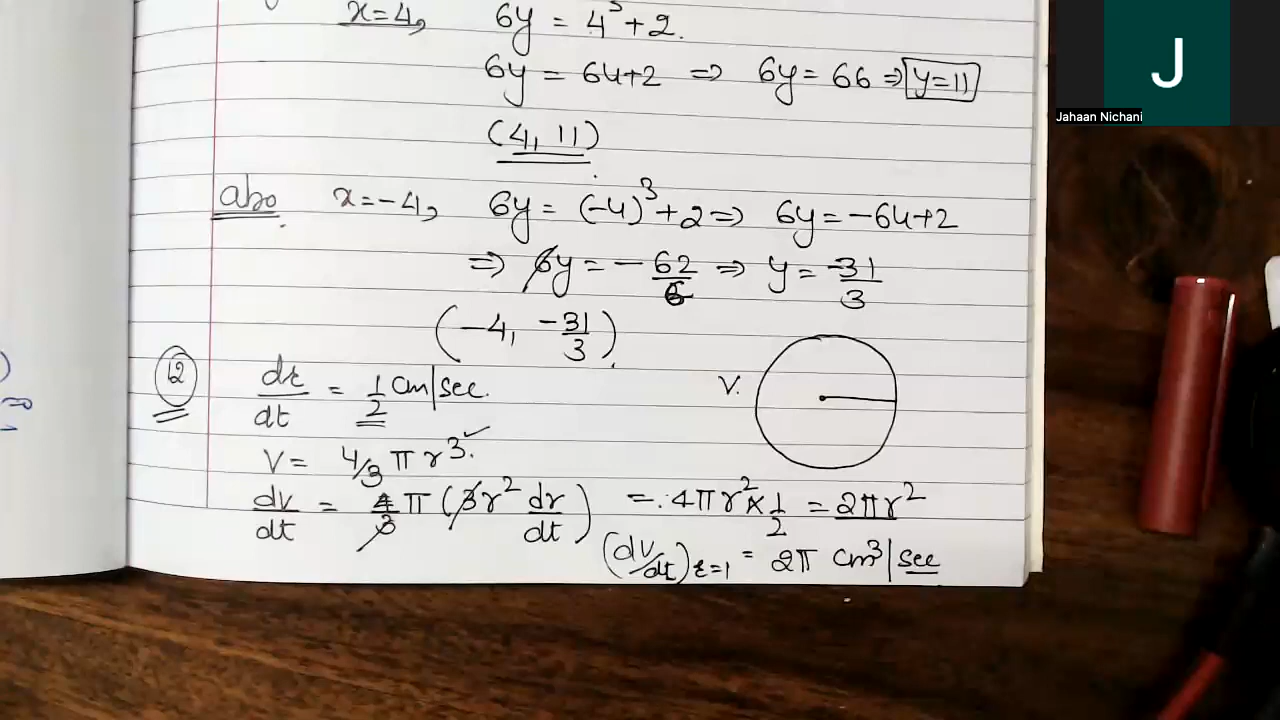 x=4, 6y = 4³+2.
6y = 64+2 ⇒ 6y = 66 ⇒ y=11
(4, 11)
also x=-4, 6y = (-4)³+2 ⇒ 6y = -64+2
⇒ 6y = -62/6 ⇒ y = -31/3
(-4, -31/3).
12 dr/dt = 1/2 cm/sec.
V.
V = 4/3 π r³.
dv/dt = 4/3 π (3r² dr/dt) = 4πr² × 1/2 = 2πr²
(dv/dt) r=1 = 2π cm³/sec
J
Jahaan Nichani